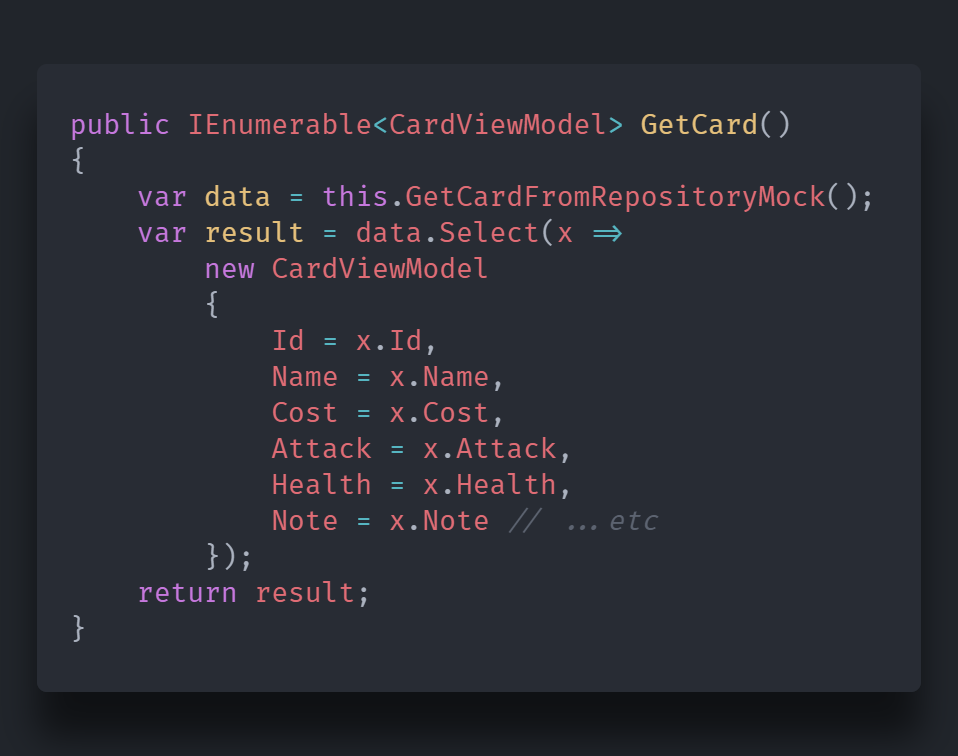 public IEnumerable<CardViewModel> GetCard()
{
    var data = this.GetCardFromRepositoryMock();
    var result = data.Select(x =>
        new CardViewModel
        {
            Id = x.Id,
            Name = x.Name,
            Cost = x.Cost,
            Attack = x.Attack,
            Health = x.Health,
            Note = x.Note // ...etc
        });
    return result;
}